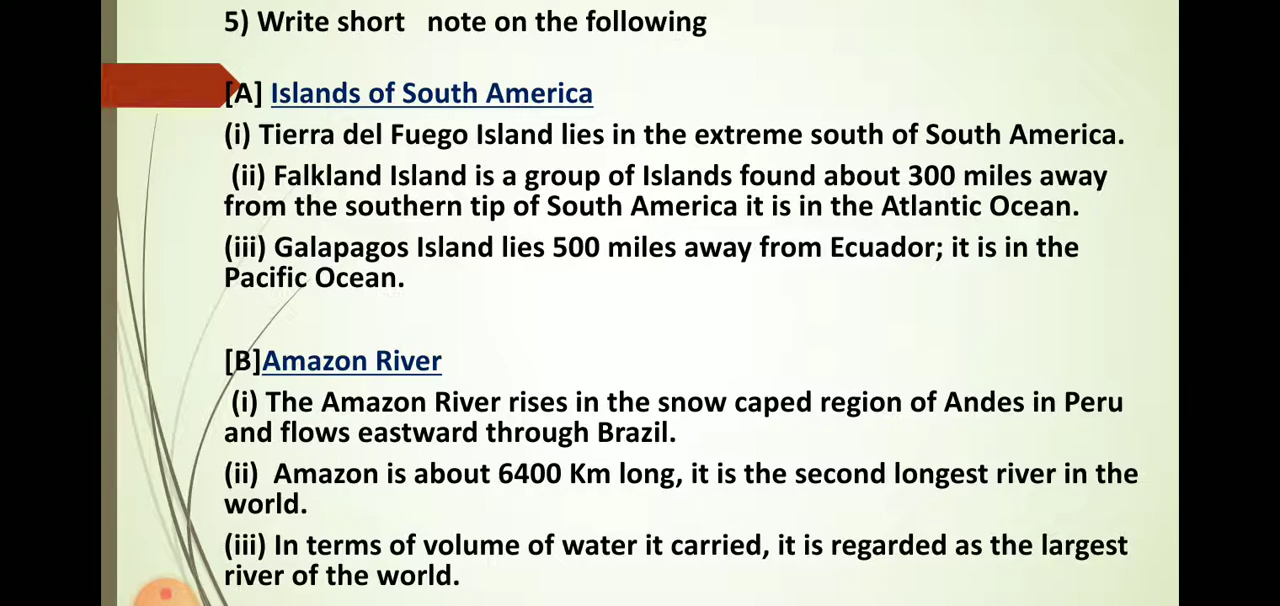 5) Write short note on the following
[A] Islands of South America
(i) Tierra del Fuego Island lies in the extreme south of South America.
(ii) Falkland Island is a group of Islands found about 300 miles away
from the southern tip of South America it is in the Atlantic Ocean.
(iii) Galapagos Island lies 500 miles away from Ecuador; it is in the
Pacific Ocean.
[B]Amazon River
(i) The Amazon River rises in the snow caped region of Andes in Peru
and flows eastward through Brazil.
(ii) Amazon is about 6400 Km long, it is the second longest river in the
world.
(iii) In terms of volume of water it carried, it is regarded as the largest
river of the world.